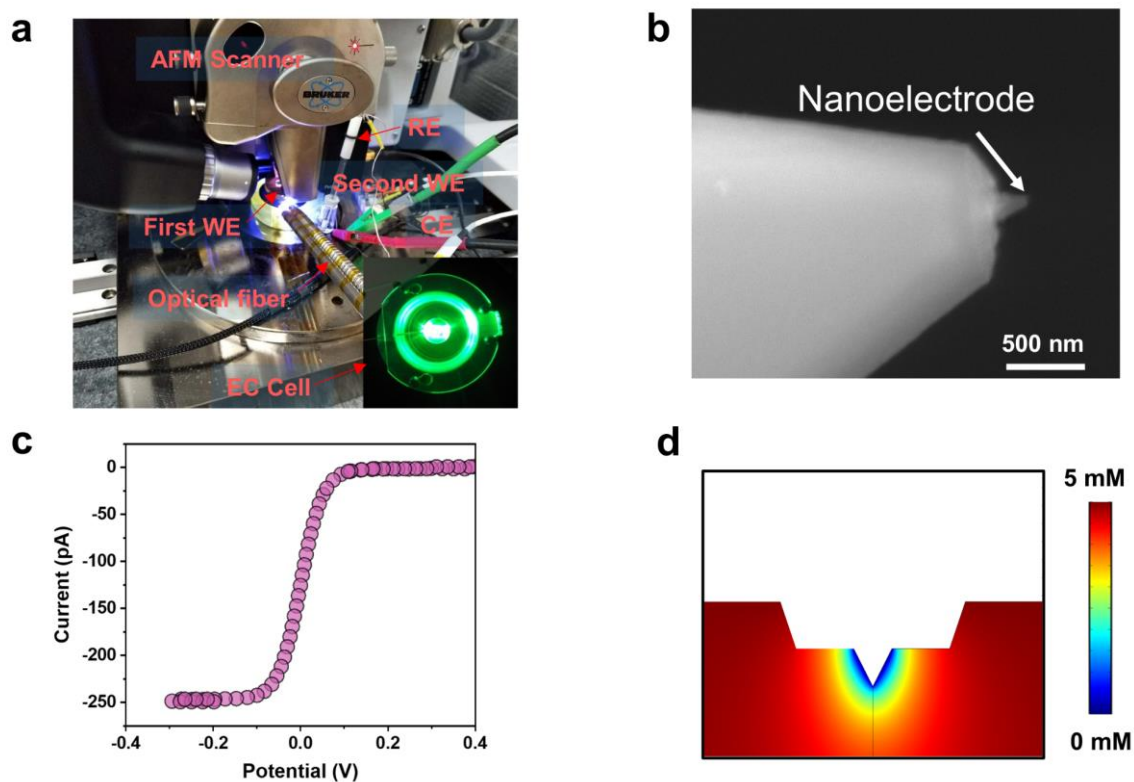 a
AFM Scanner
BRUKER
RE
Second WE
First WE
CE
Optical fiber
EC Cell
b
Nanoelectrode
500 nm
c
0
-50
-100
-150
-200
-250
Current (pA)
-0.4
-0.2
0.0
0.2
0.4
Potential (V)
d
5 mM
0 mM